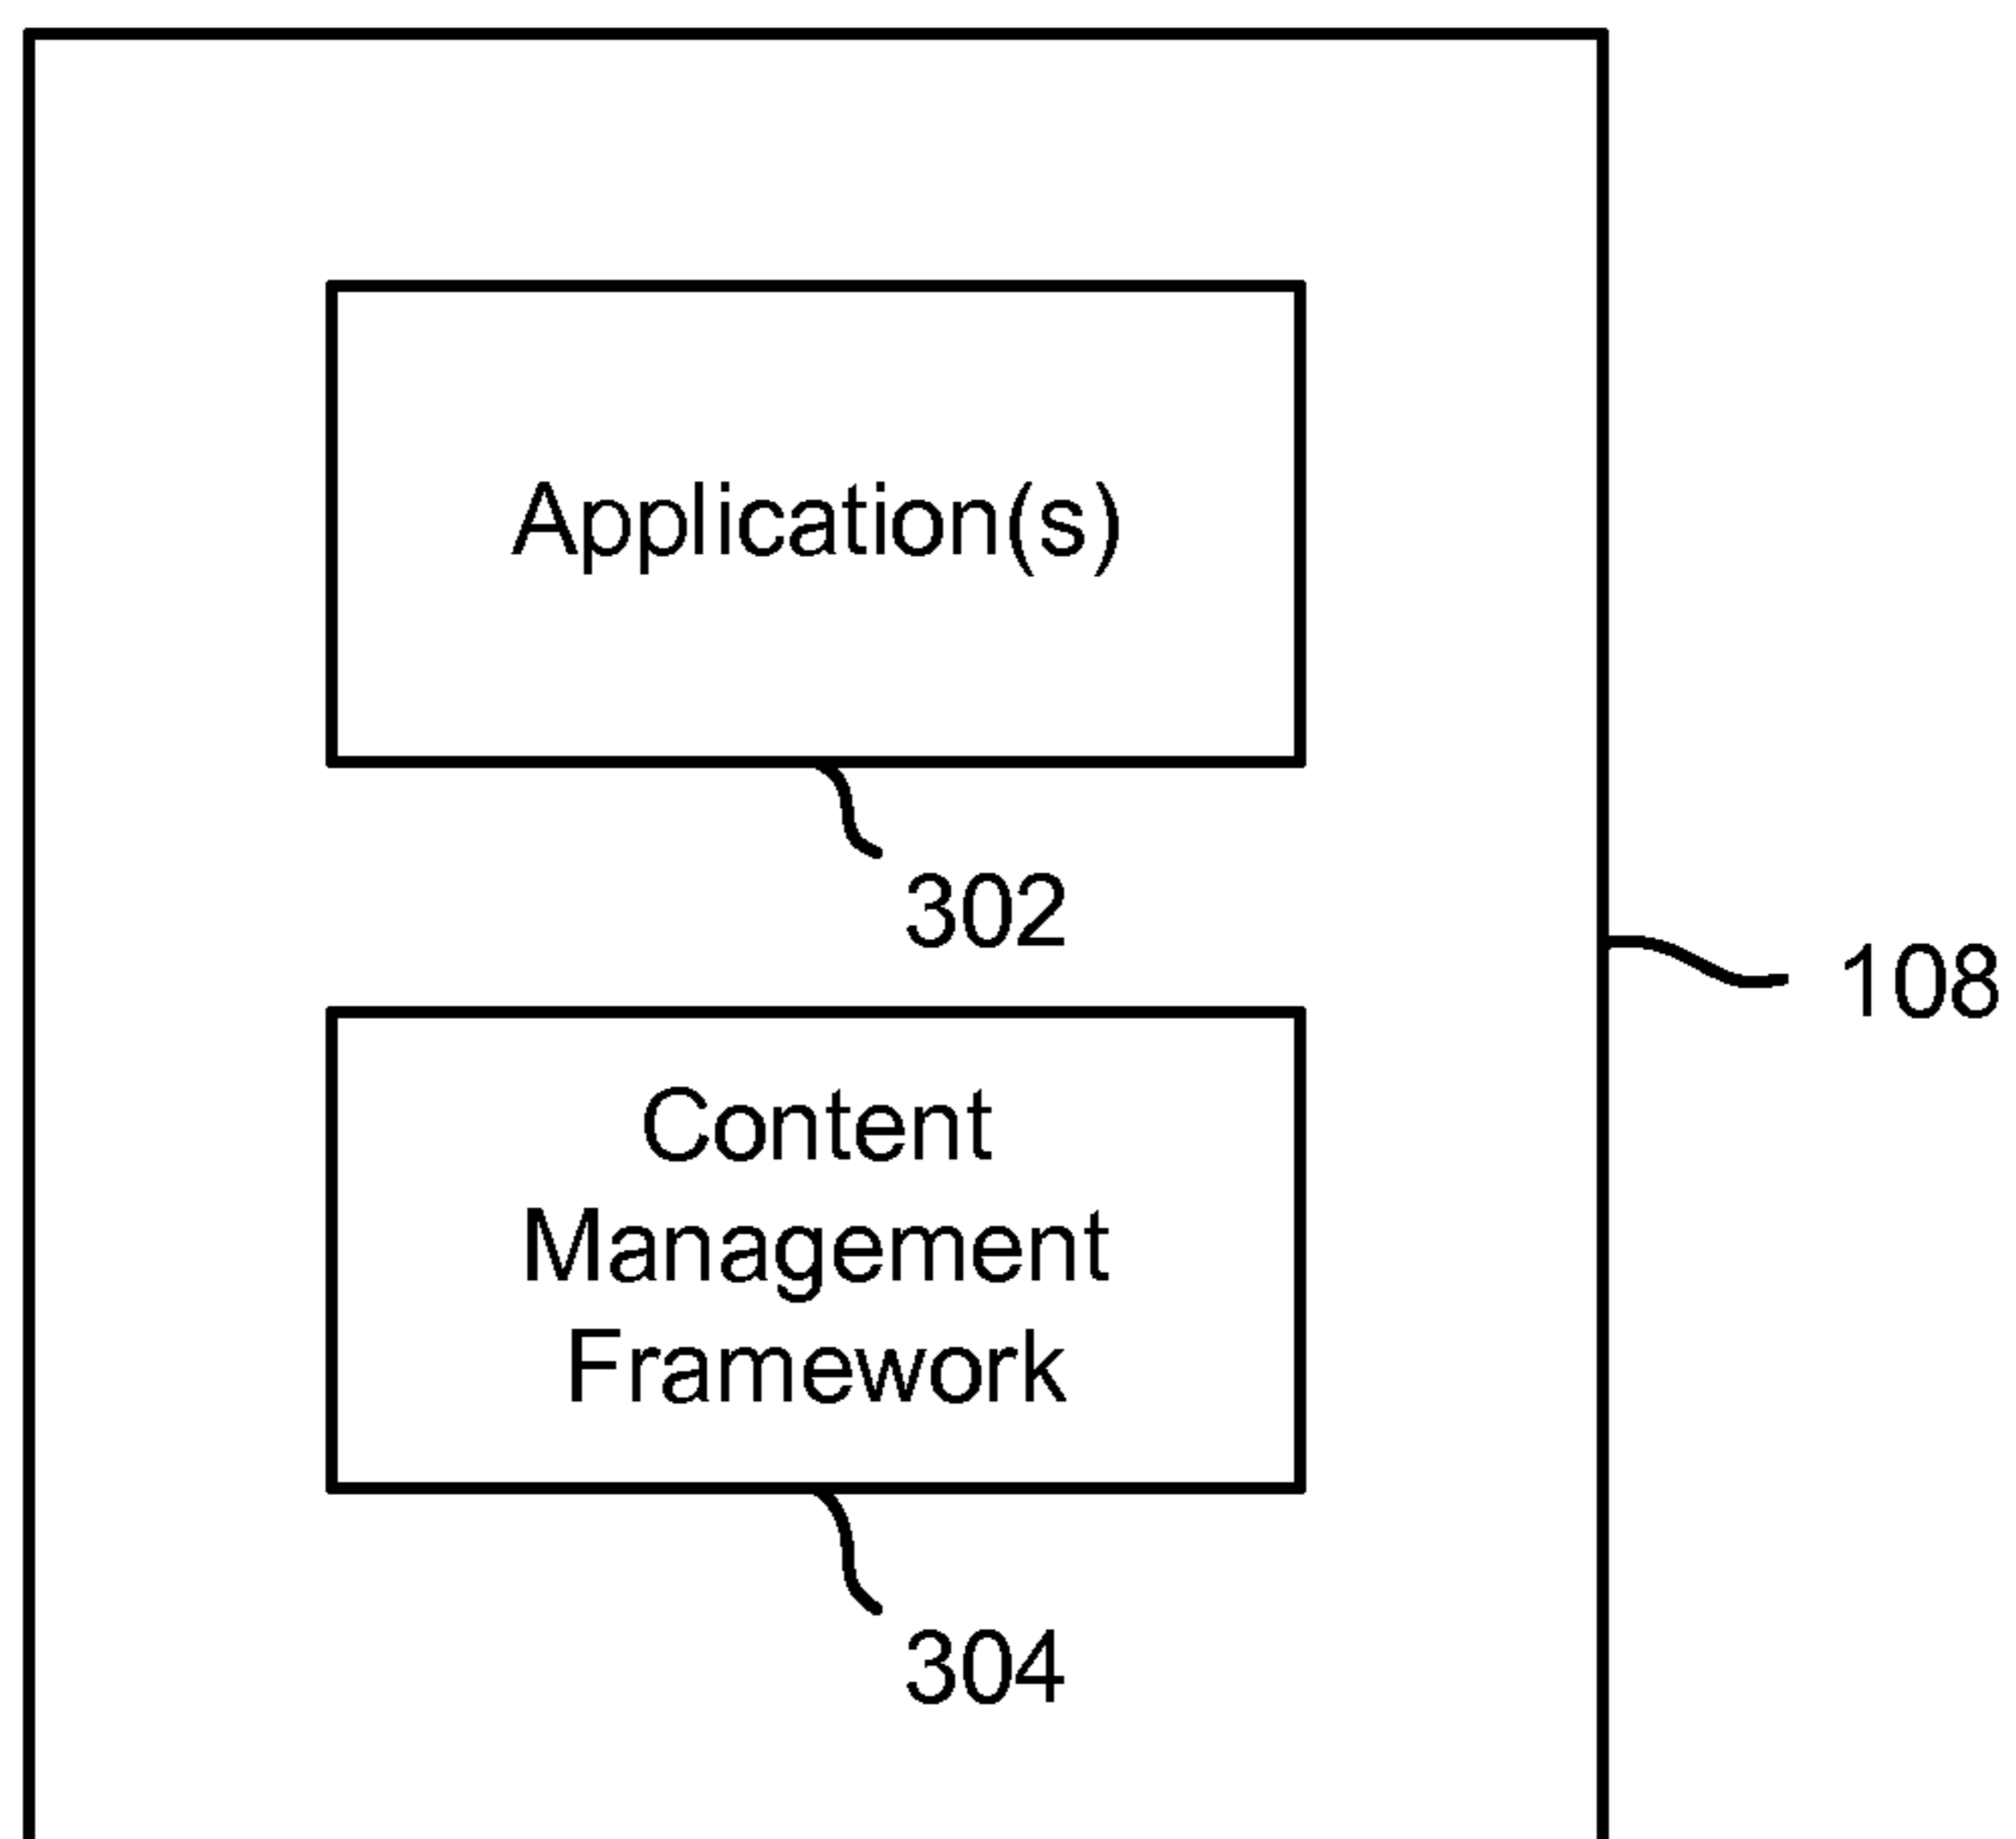 Application(s)
302
108
Content
Management
Framework
304